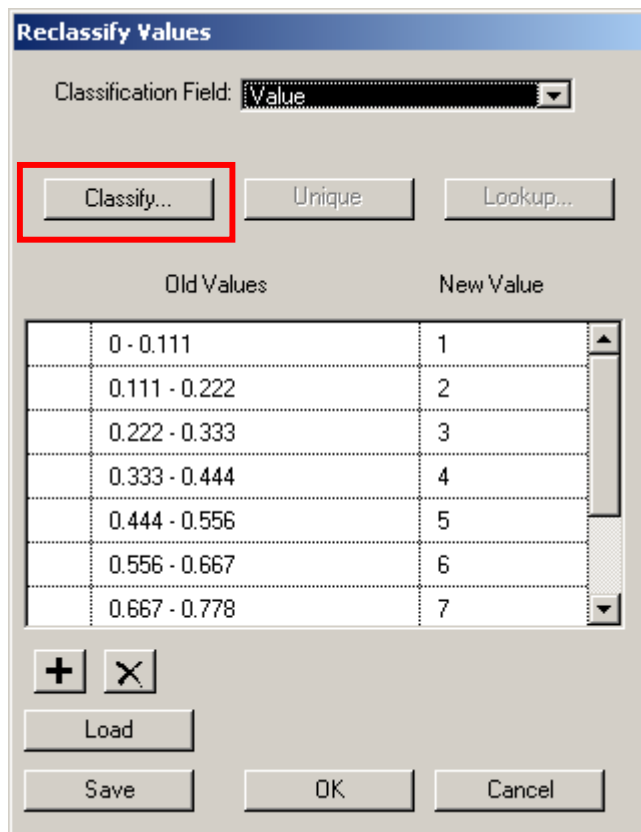 Reclassify Values
Classification Field: Value
Classify... Unique Lookup...
Old Values New Value
0 - 0.111 1
0.111 - 0.222 2
0.222 - 0.333 3
0.333 - 0.444 4
0.444 - 0.556 5
0.556 - 0.667 6
0.667 - 0.778 7
Load
Save OK Cancel